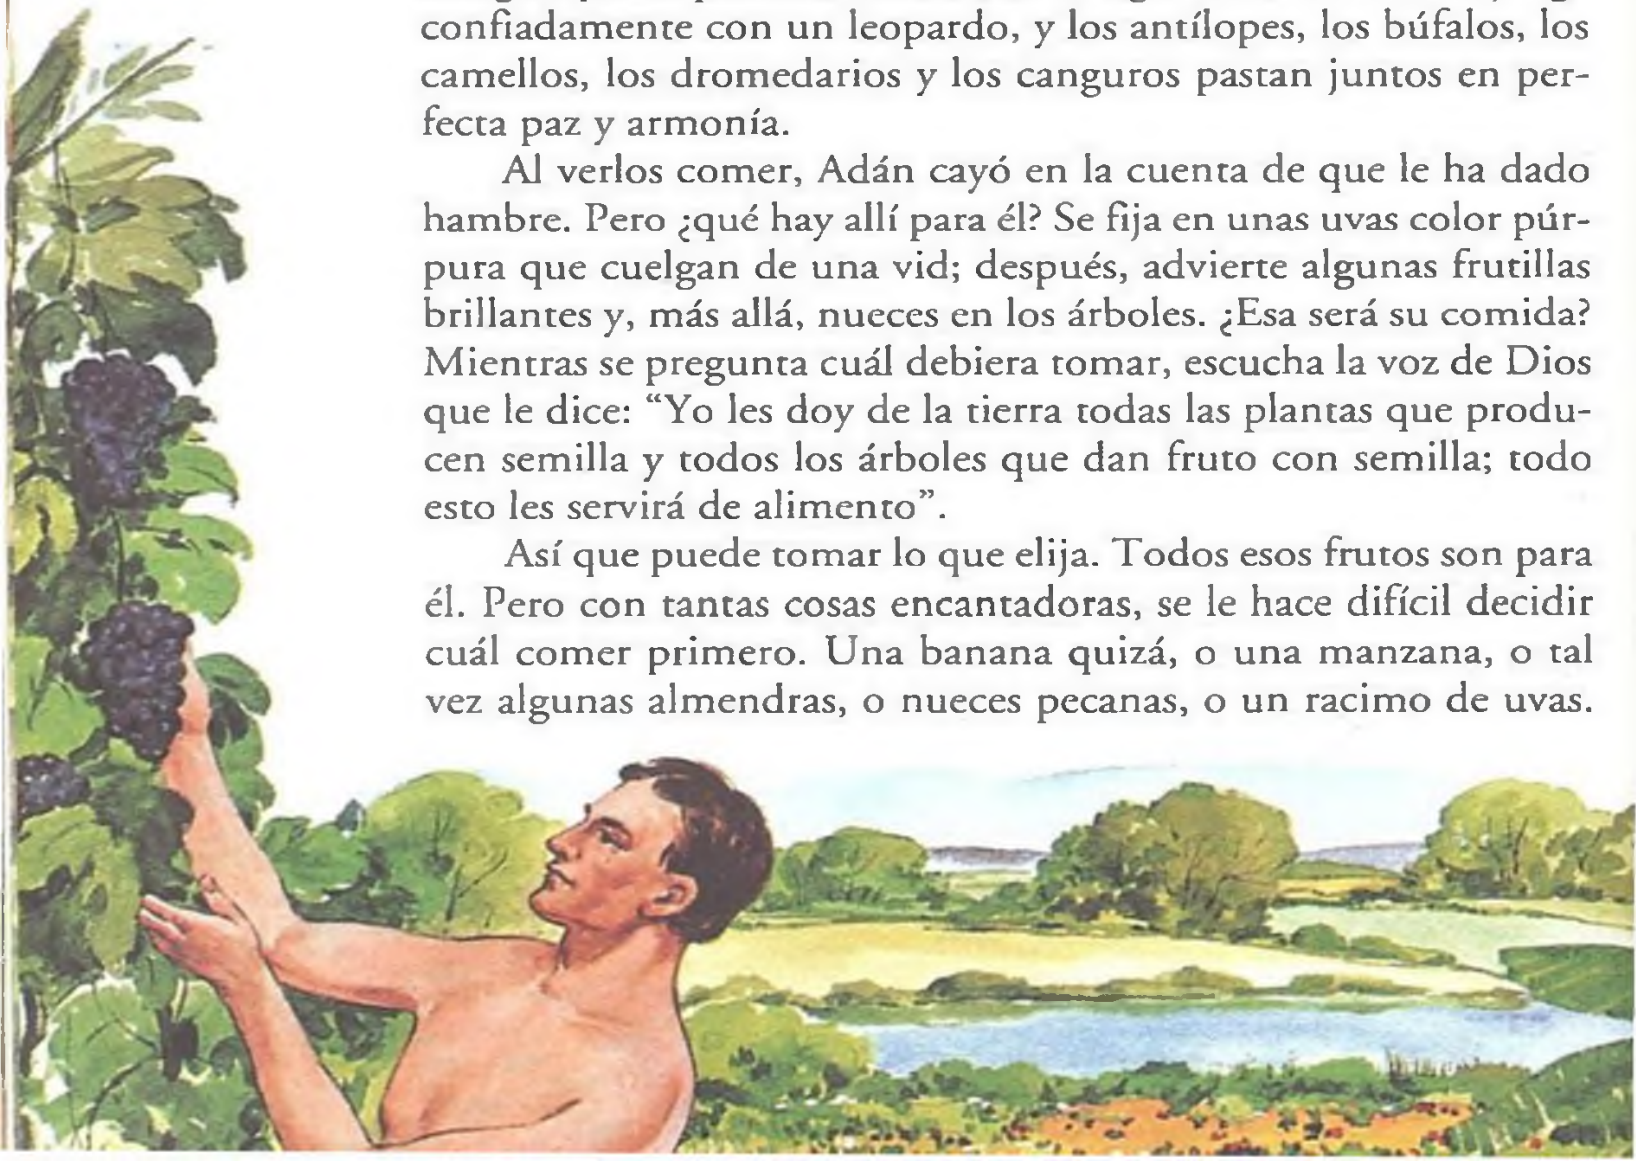 confiadamente con un leopardo, y los antílopes, los búfalos, los
camellos, los dromedarios y los canguros pastan juntos en per-
fecta paz y armonía.
Al verlos comer, Adán cayó en la cuenta de que le ha dado
hambre. Pero ¿qué hay allí para él? Se fija en unas uvas color púr-
pura que cuelgan de una vid; después, advierte algunas frutillas
brillantes y, más allá, nueces en los árboles. ¿Esa será su comida?
Mientras se pregunta cuál debiera tomar, escucha la voz de Dios
que le dice: “Yo les doy de la tierra todas las plantas que produ-
cen semilla y todos los árboles que dan fruto con semilla; todo
esto les servirá de alimento”.
Así que puede tomar lo que elija. Todos esos frutos son para
él. Pero con tantas cosas encantadoras, se le hace difícil decidir
cuál comer primero. Una banana quizá, o una manzana, o tal
vez algunas almendras, o nueces pecanas, o un racimo de uvas.